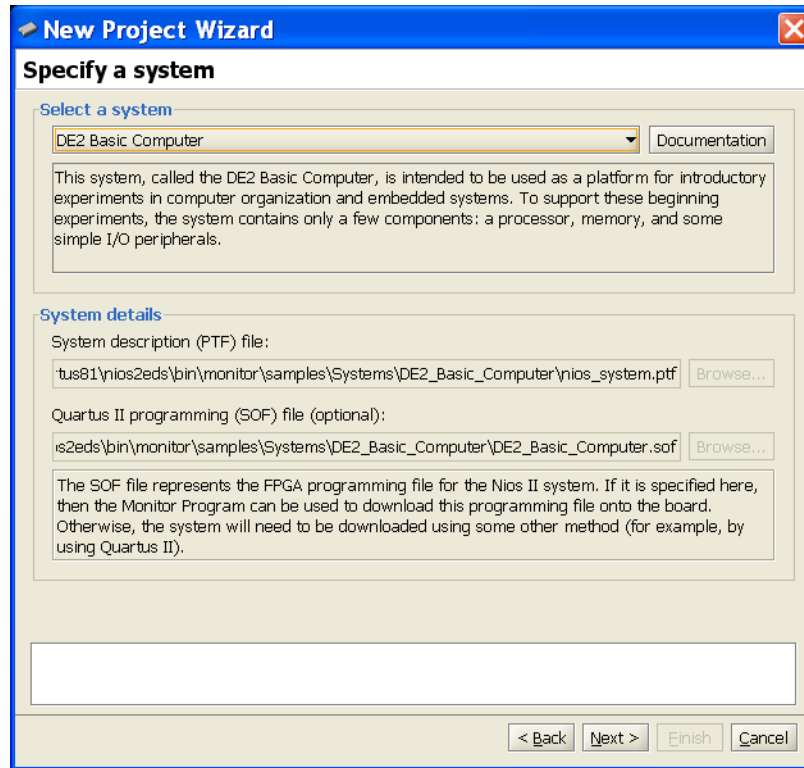 New Project Wizard
Specify a system
Select a system
DE2 Basic Computer
Documentation
This system, called the DE2 Basic Computer, is intended to be used as a platform for introductory
experiments in computer organization and embedded systems. To support these beginning
experiments, the system contains only a few components: a processor, memory, and some
simple I/O peripherals.
System details
System description (PTF) file:
tus81\nios2eds\bin\monitor\samples\Systems\DE2_Basic_Computer\nios_system.ptf
Browse...
Quartus II programming (SOF) file (optional):
s2eds\bin\monitor\samples\Systems\DE2_Basic_Computer\DE2_Basic_Computer.sof
Browse...
The SOF file represents the FPGA programming file for the Nios II system. If it is specified here,
then the Monitor Program can be used to download this programming file onto the board.
Otherwise, the system will need to be downloaded using some other method (for example, by
using Quartus II).
< Back
Next >
Finish
Cancel